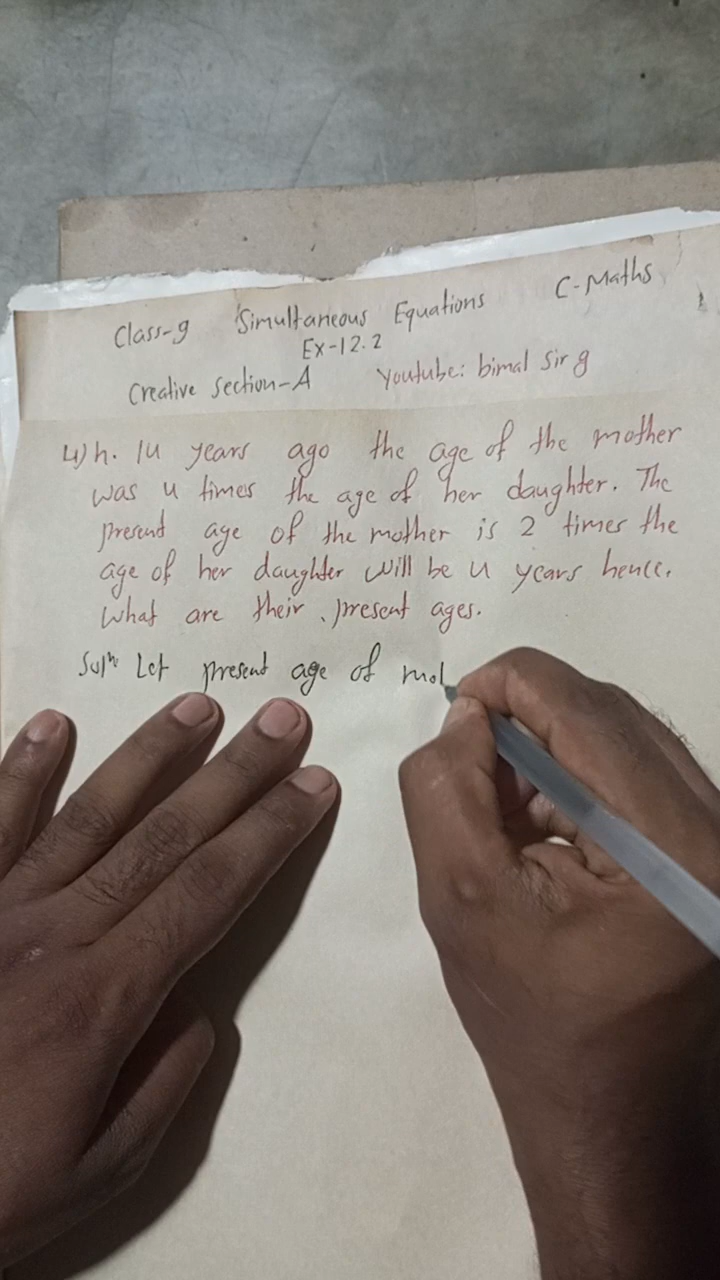 Class-9 Simultaneous Equations C-Maths
Ex-12.2
Creative Section-A Youtube: bimal Sir 9
4) h. 14 years ago the age of the mother
was 4 times the age of her daughter. The
present age of the mother is 2 times the
age of her daughter will be 4 years hence.
What are their present ages.
Solⁿ Let present age of mot